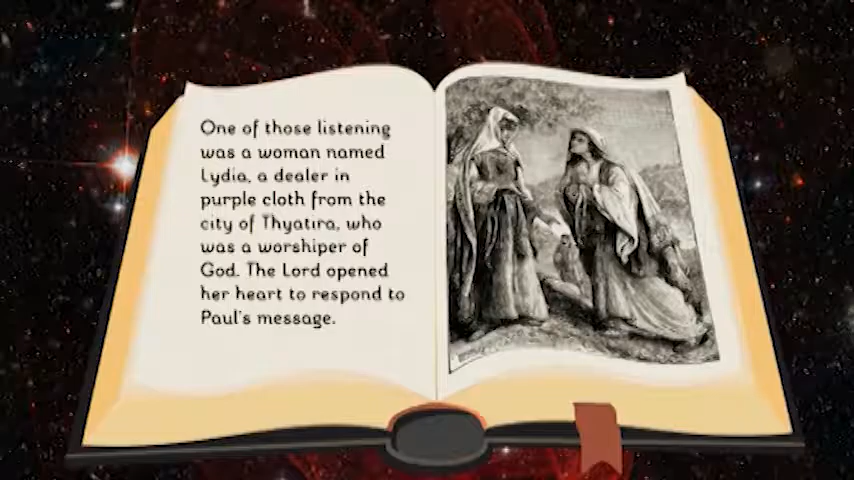 One of those listening
was a woman named
Lydia, a dealer in
purple cloth from the
city of Thyatira, who
was a worshiper of
God. The Lord opened
her heart to respond to
Paul's message.